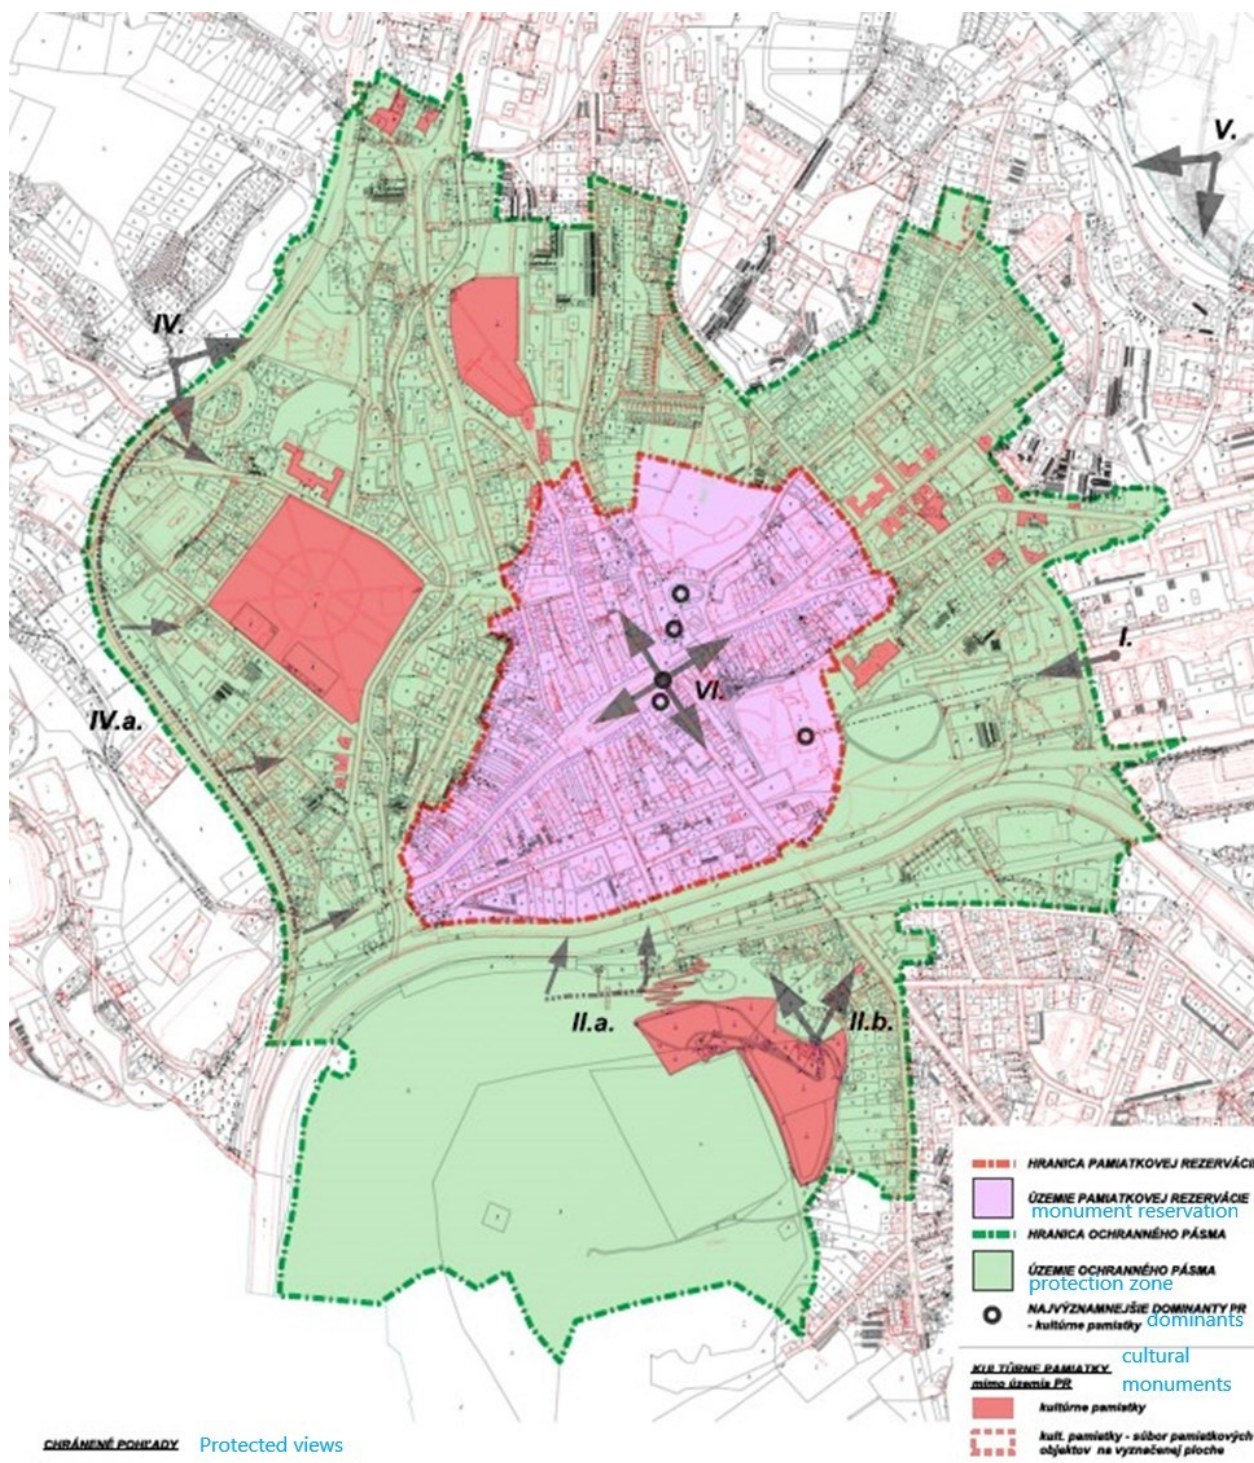 V.
IV.
I.
VI.
IV.a.
II.a.
II.b.
HRANICA PAMIATKOVEJ REZERVÁCIE
ÚZEMIE PAMIATKOVEJ REZERVÁCIE
monument reservation
HRANICA OCHRANNÉHO PÁSMA
ÚZEMIE OCHRANNÉHO PÁSMA
protection zone
NAJVÝZNAMNEJŠIE DOMINANTY PR
- kultúrne pamiatky dominants
KULTÚRNE PAMIATKY cultural
mimo územia PR monuments
kultúrne pamiatky
kult. pamiatky - súbor pamiatkových
objektov na vyznačenej ploche
CHRÁNENÉ POHĽADY Protected views